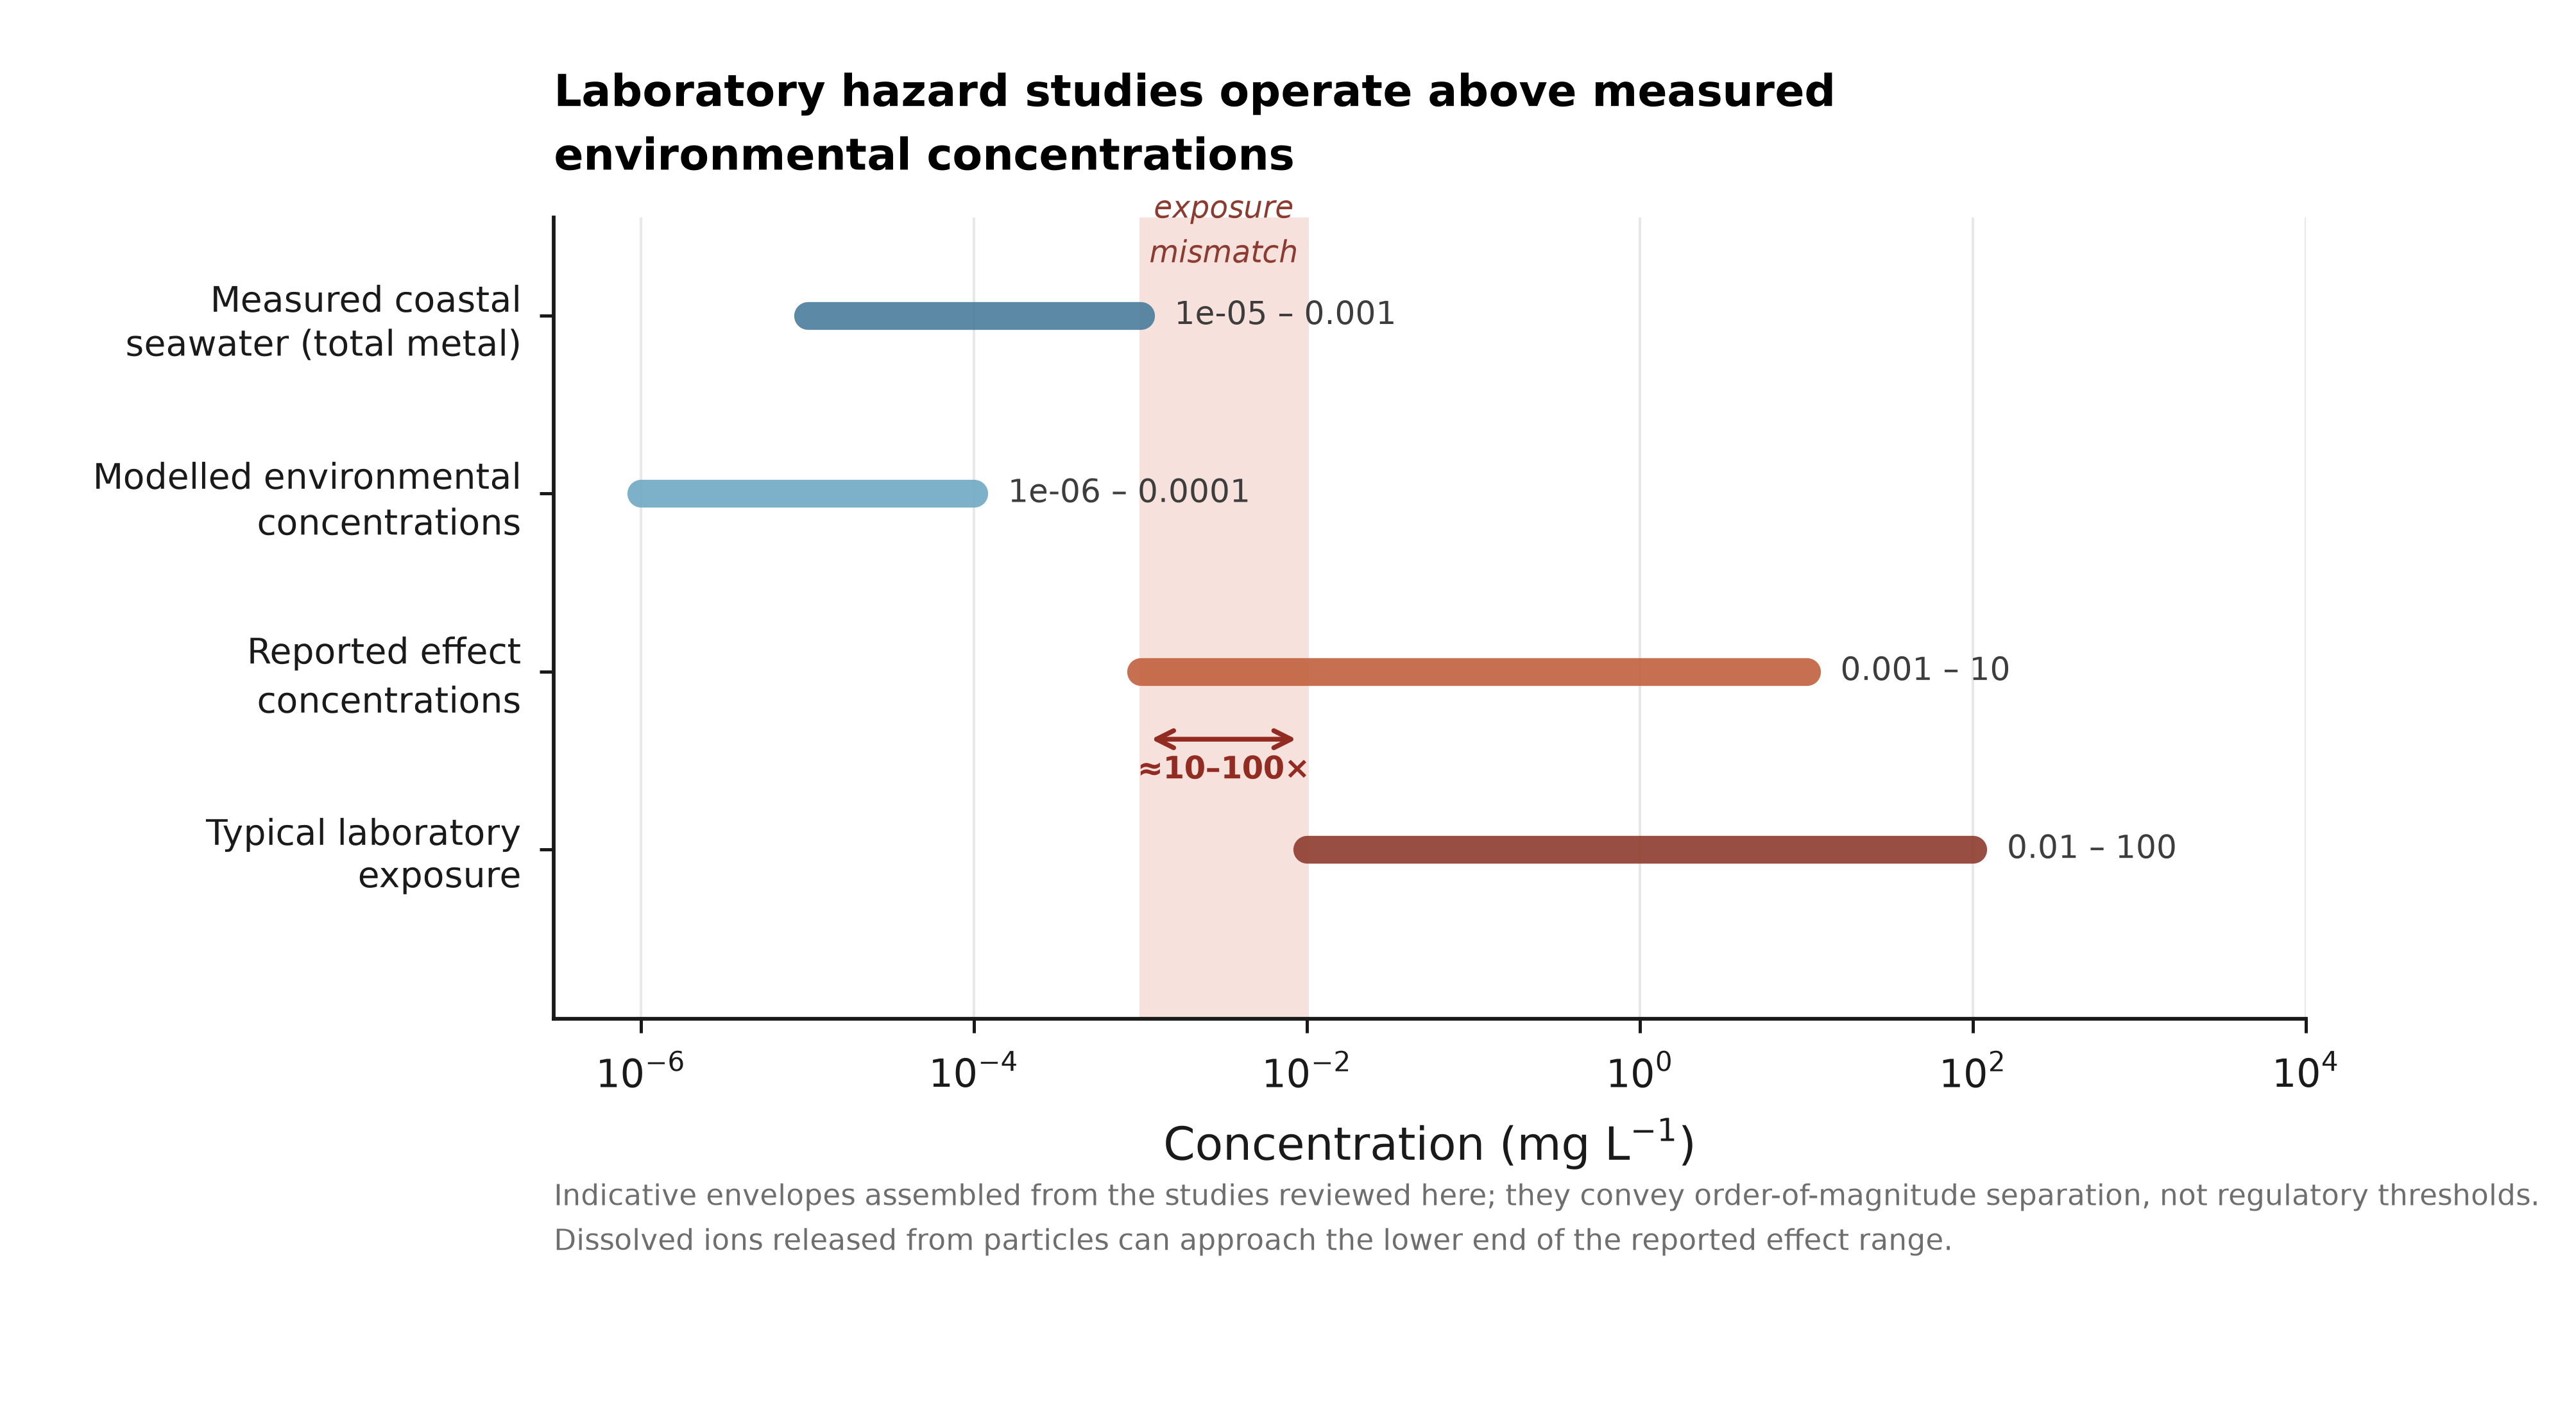 Laboratory hazard studies operate above measured
environmental concentrations
exposure
mismatch
Measured coastal
seawater (total metal)
1e-05 – 0.001
Modelled environmental
concentrations
1e-06 – 0.0001
Reported effect
concentrations
0.001 – 10
≈10–100×
Typical laboratory
exposure
0.01 – 100
10⁻⁶ 10⁻⁴ 10⁻² 10⁰ 10² 10⁴
Concentration (mg L⁻¹)
Indicative envelopes assembled from the studies reviewed here; they convey order-of-magnitude separation, not regulatory thresholds.
Dissolved ions released from particles can approach the lower end of the reported effect range.